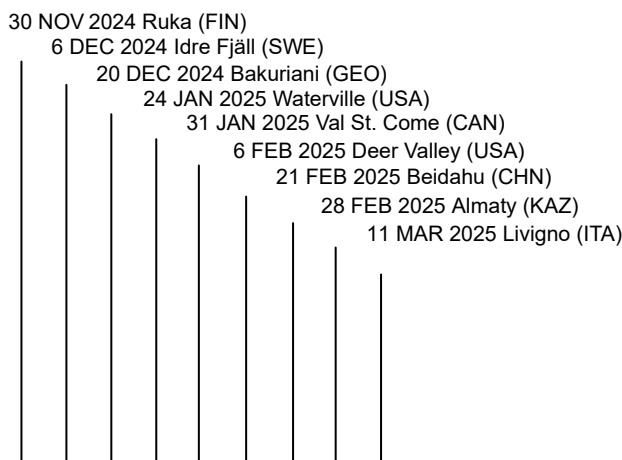 30 NOV 2024 Ruka (FIN)
6 DEC 2024 Idre Fjäll (SWE)
20 DEC 2024 Bakuriani (GEO)
24 JAN 2025 Waterville (USA)
31 JAN 2025 Val St. Come (CAN)
6 FEB 2025 Deer Valley (USA)
21 FEB 2025 Beidahu (CHN)
28 FEB 2025 Almaty (KAZ)
11 MAR 2025 Livigno (ITA)